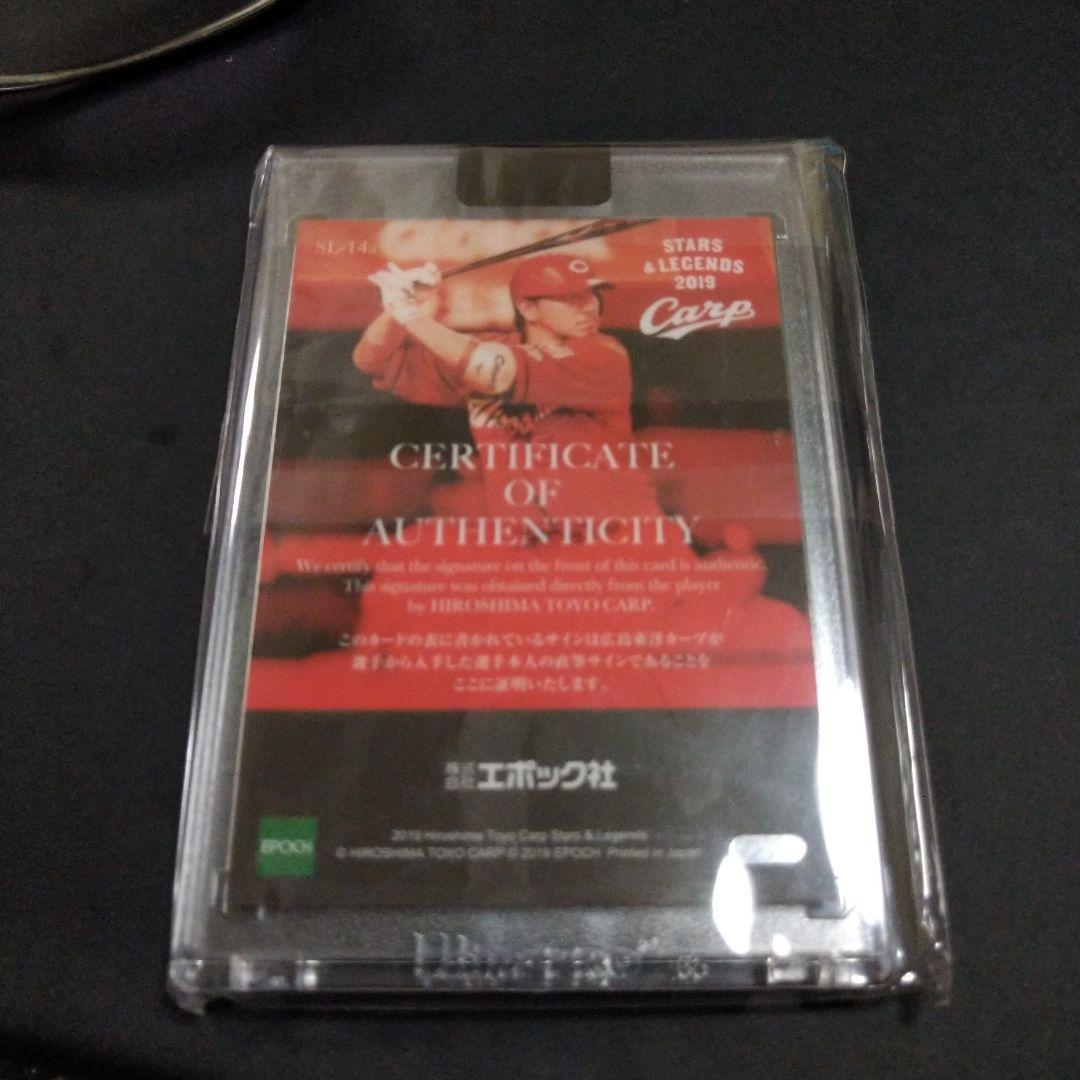 SL-14
STARS
& LEGENDS
2019
Carp
CERTIFICATE
OF
AUTHENTICITY
We certify that the signature on the front of this card is authentic.
This signature was obtained directly from the player
by HIROSHIMA TOYO CARP.
このカードの表に書かれているサインは広島東洋カープが
選手から入手した選手本人の直筆サインであることを
ここに証明いたします。
株式会社エポック社
EPOCH
2019 Hiroshima Toyo Carp Stars & Legends
© HIROSHIMA TOYO CARP © 2019 EPOCH Printed in Japan